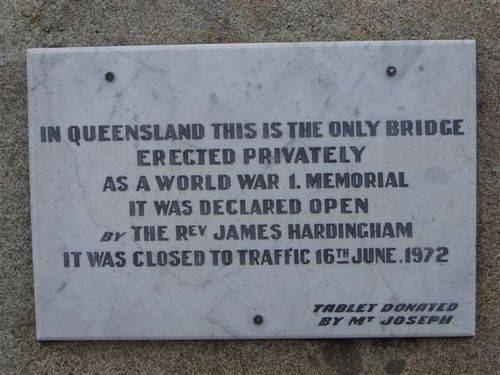 IN QUEENSLAND THIS IS THE ONLY BRIDGE
ERECTED PRIVATELY
AS A WORLD WAR 1. MEMORIAL
IT WAS DECLARED OPEN
BY THE REV JAMES HARDINGHAM
IT WAS CLOSED TO TRAFFIC 16TH JUNE. 1972
TABLET DONATED
BY MT JOSEPH